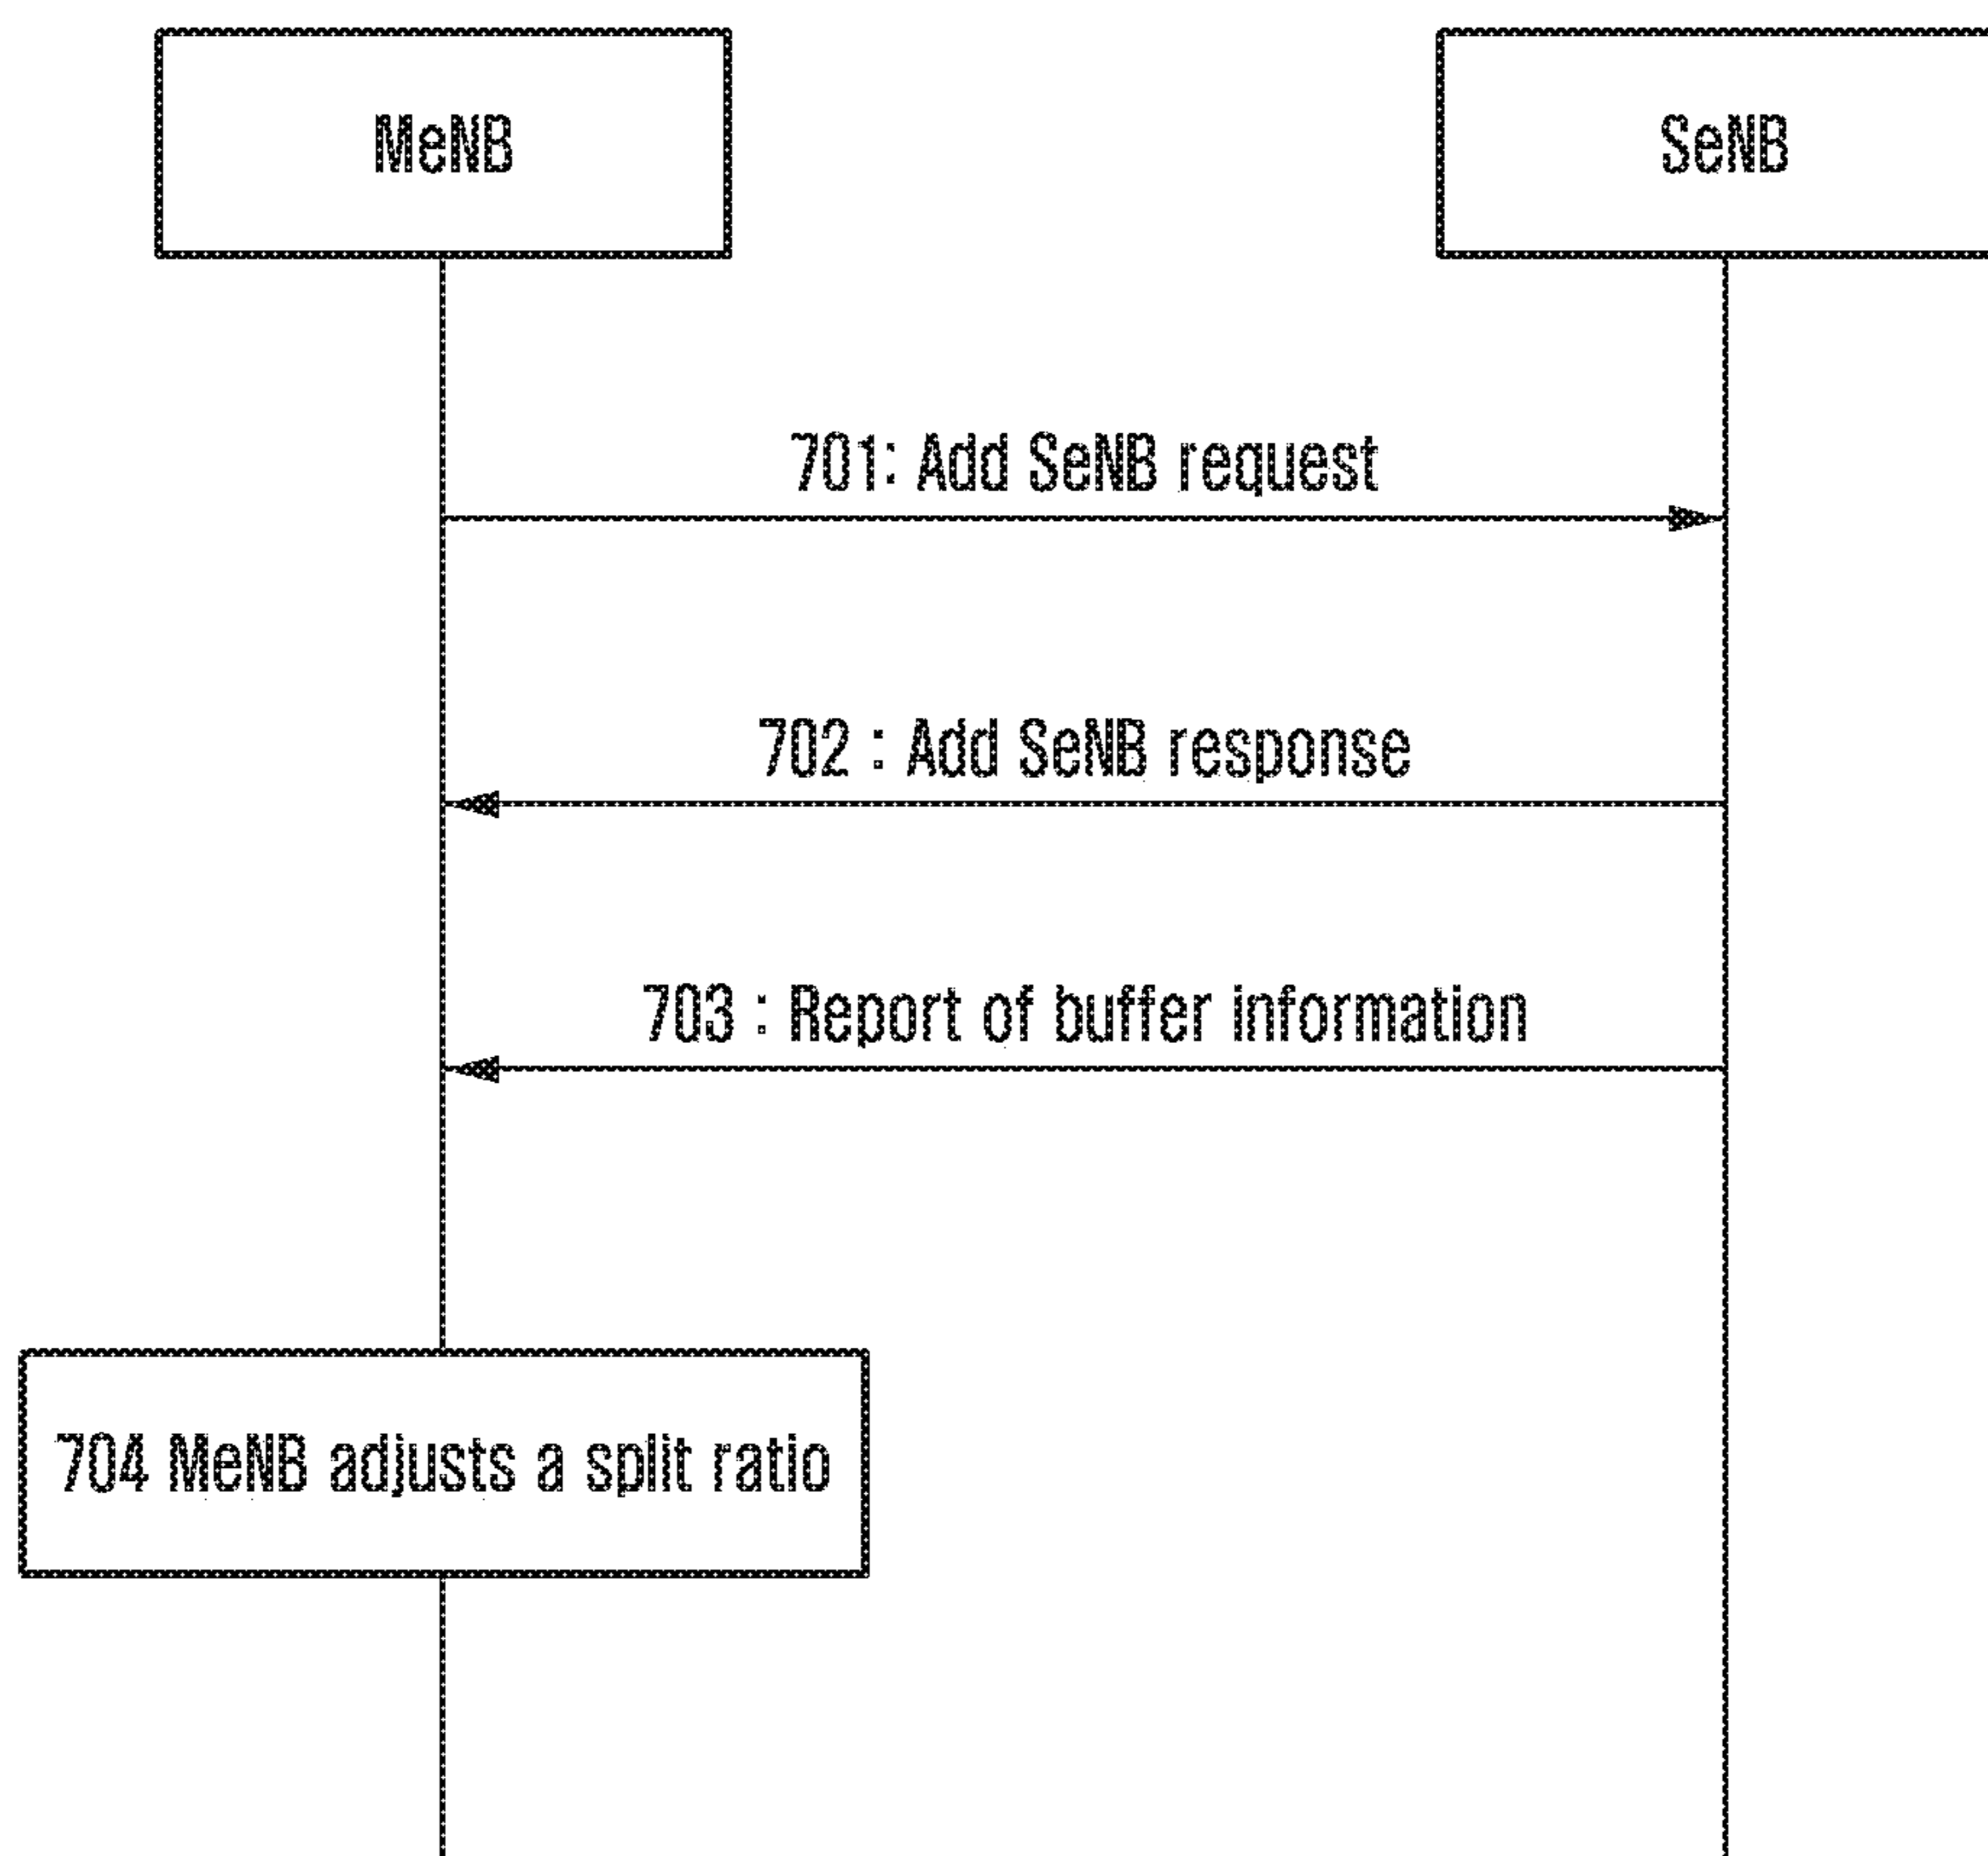 MeNB
SeNB
701: Add SeNB request
702 : Add SeNB response
703 : Report of buffer information
704 MeNB adjusts a split ratio